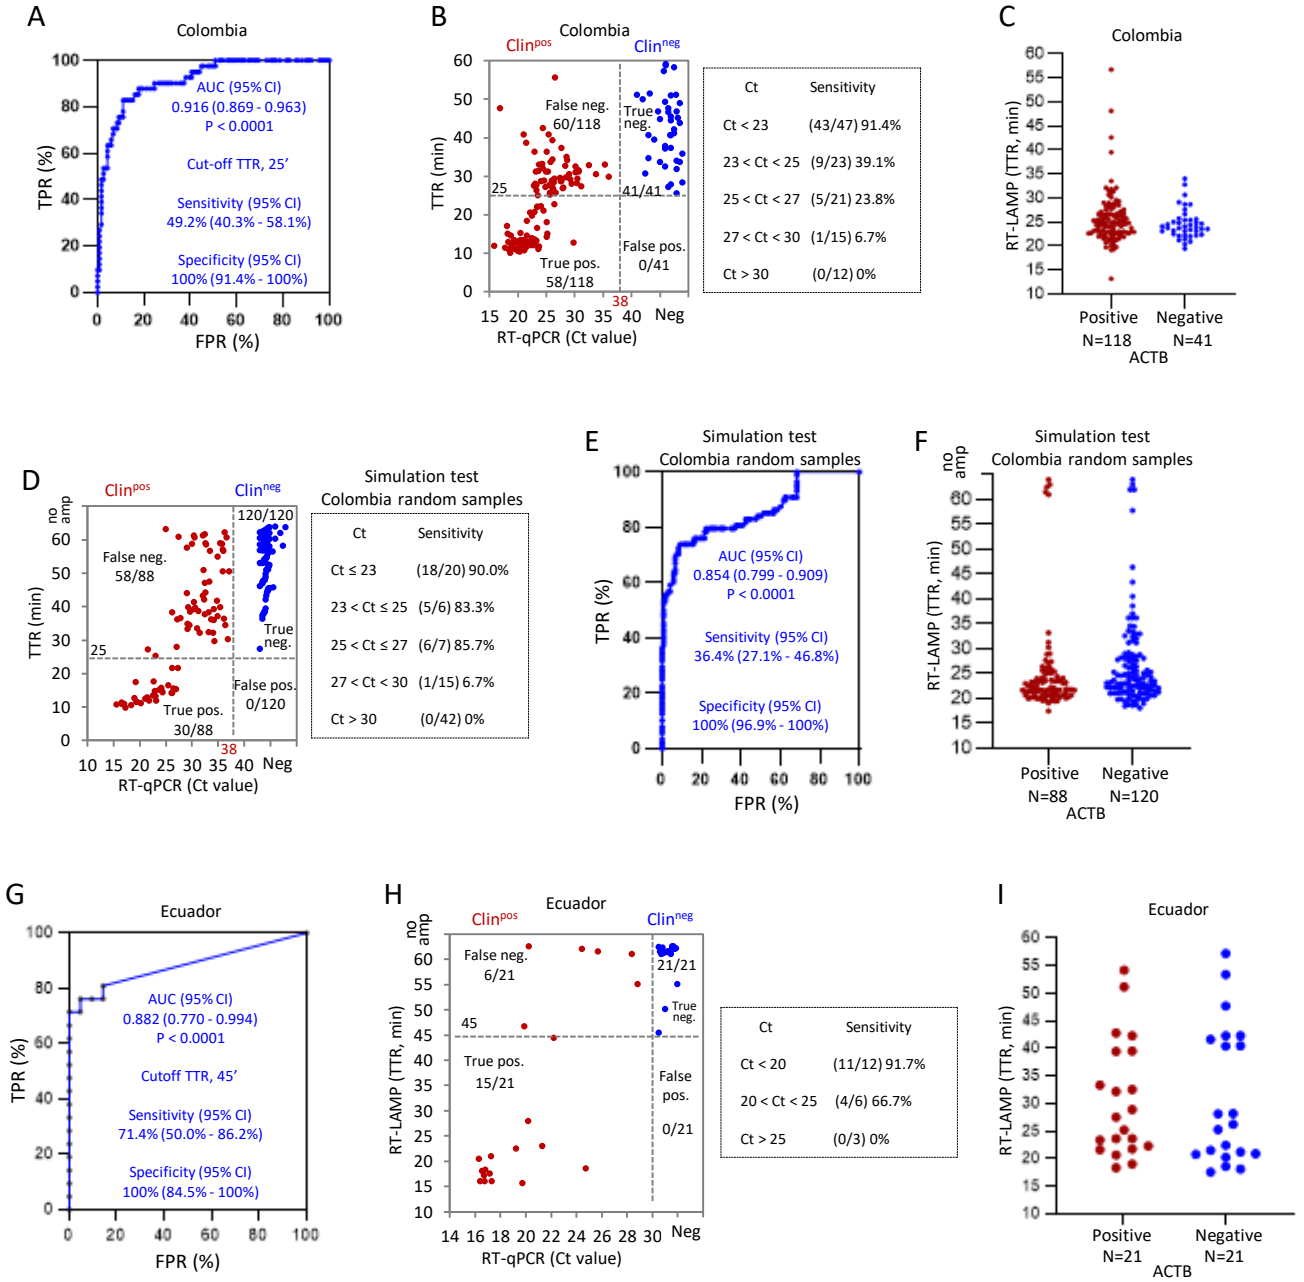 A
Colombia
100
80
60
40
20
0
TPR (%)
AUC (95% CI)
0.916 (0.869 - 0.963)
P < 0.0001
Cut-off TTR, 25’
Sensitivity (95% CI)
49.2% (40.3% - 58.1%)
Specificity (95% CI)
100% (91.4% - 100%)
0 20 40 60 80 100
FPR (%)
B
Colombia
Clinpos
Clinneg
60
50
40
30
20
10
0
TTR (min)
False neg.
60/118
True
neg.
25
41/41
False pos.
0/41
True pos.
58/118
38
15 20 25 30 35 40 Neg
RT-qPCR (Ct value)
Ct Sensitivity
Ct < 23 (43/47) 91.4%
23 < Ct < 25 (9/23) 39.1%
25 < Ct < 27 (5/21) 23.8%
27 < Ct < 30 (1/15) 6.7%
Ct > 30 (0/12) 0%
C
Colombia
60
55
50
45
40
35
30
25
20
15
10
RT-LAMP (TTR, min)
Positive Negative
N=118 N=41
ACTB
D
Clinpos
Clinneg
no
amp
60
50
40
30
20
10
0
TTR (min)
120/120
False neg.
58/88
True
neg.
25
False pos.
0/120
True pos.
30/88
38
10 15 20 25 30 35 40 Neg
RT-qPCR (Ct value)
Simulation test
Colombia random samples
Ct Sensitivity
Ct ≤ 23 (18/20) 90.0%
23 < Ct ≤ 25 (5/6) 83.3%
25 < Ct ≤ 27 (6/7) 85.7%
27 < Ct < 30 (1/15) 6.7%
Ct > 30 (0/42) 0%
E
Simulation test
Colombia random samples
100
80
60
40
20
0
TPR (%)
AUC (95% CI)
0.854 (0.799 - 0.909)
P < 0.0001
Sensitivity (95% CI)
36.4% (27.1% - 46.8%)
Specificity (95% CI)
100% (96.9% - 100%)
0 20 40 60 80 100
FPR (%)
F
Simulation test
Colombia random samples
no
amp
60
55
50
45
40
35
30
25
20
15
10
RT-LAMP (TTR, min)
Positive Negative
N=88 N=120
ACTB
G
Ecuador
100
80
60
40
20
0
TPR (%)
AUC (95% CI)
0.882 (0.770 - 0.994)
P < 0.0001
Cutoff TTR, 45’
Sensitivity (95% CI)
71.4% (50.0% - 86.2%)
Specificity (95% CI)
100% (84.5% - 100%)
0 20 40 60 80 100
FPR (%)
H
Ecuador
Clinpos
Clinneg
no
amp
60
55
50
45
40
35
30
25
20
15
10
RT-LAMP (TTR, min)
False neg.
6/21
21/21
True
neg.
45
True pos.
15/21
False
pos.
0/21
14 16 18 20 22 24 26 28 30 Neg
RT-qPCR (Ct value)
Ct Sensitivity
Ct < 20 (11/12) 91.7%
20 < Ct < 25 (4/6) 66.7%
Ct > 25 (0/3) 0%
I
Ecuador
60
55
50
45
40
35
30
25
20
15
10
RT-LAMP (TTR, min)
Positive Negative
N=21 N=21
ACTB